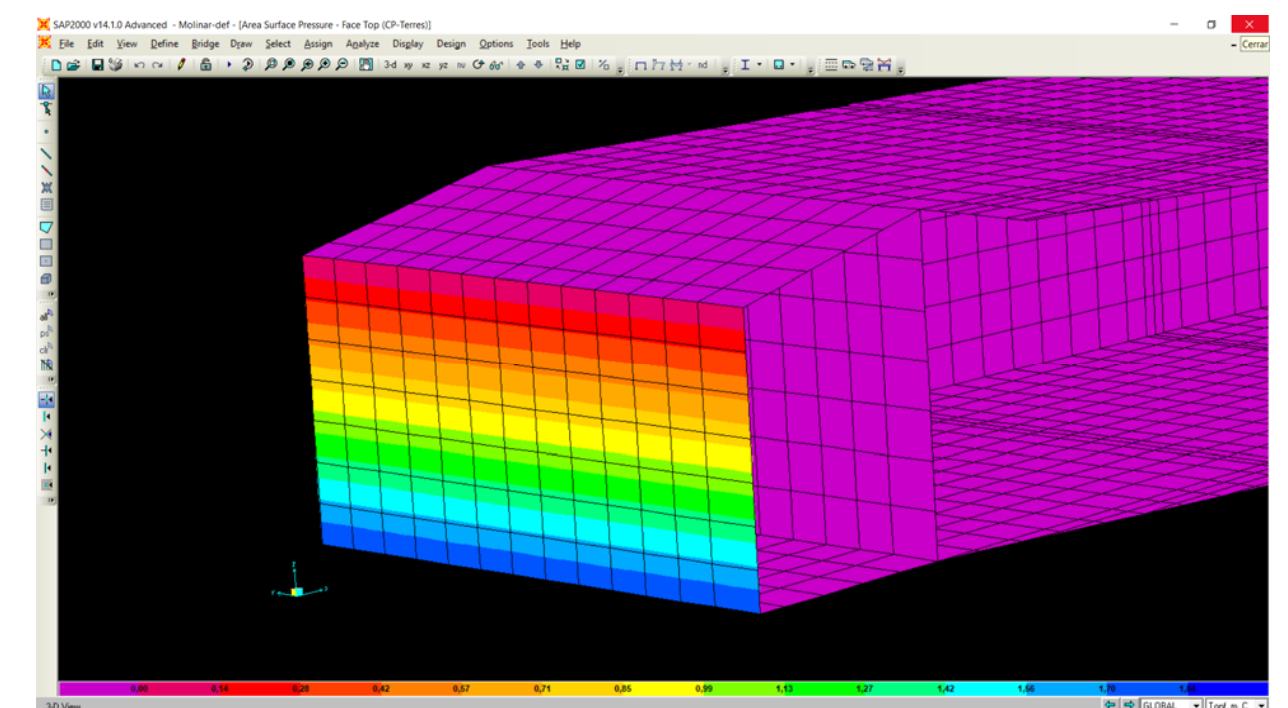 SAP2000 v14.1.0 Advanced - Molinar-def - [Area Surface Pressure - Face Top (CP-Terres)]
File Edit View Define Bridge Draw Select Assign Analyze Display Design Options Tools Help
Cerrar
3-d xy xz yz nv
nd
0,00 0,14 0,28 0,42 0,57 0,71 0,85 0,99 1,13 1,27 1,42 1,56 1,70
3-D View
GLOBAL
Tonf, m, C